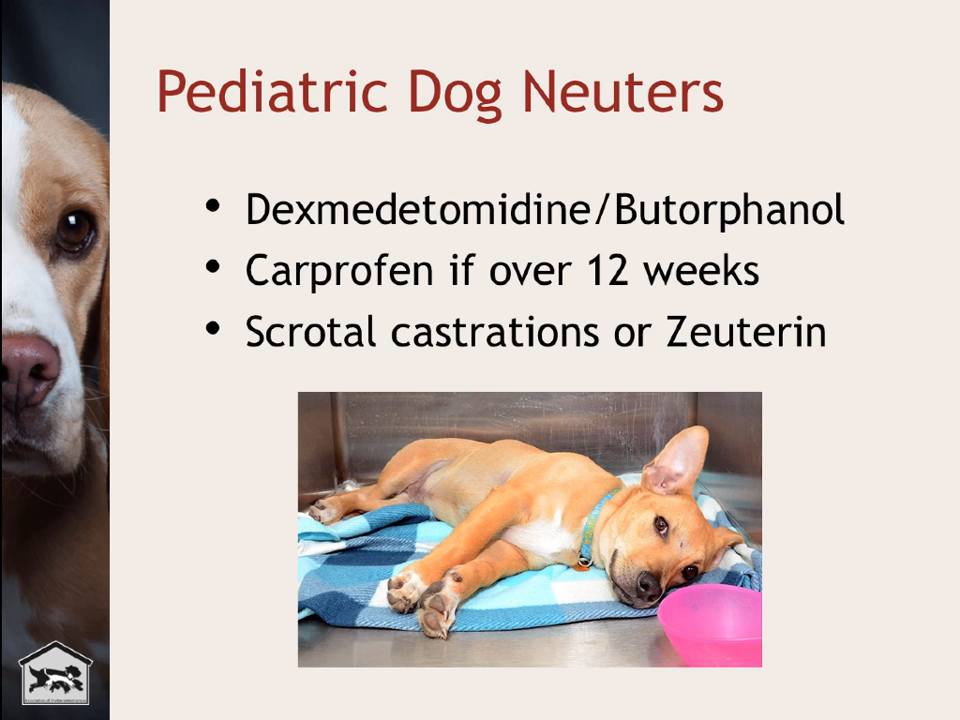 Pediatric Dog Neuters
• Dexmedetomidine/Butorphanol
• Carprofen if over 12 weeks
• Scrotal castrations or Zeuterin